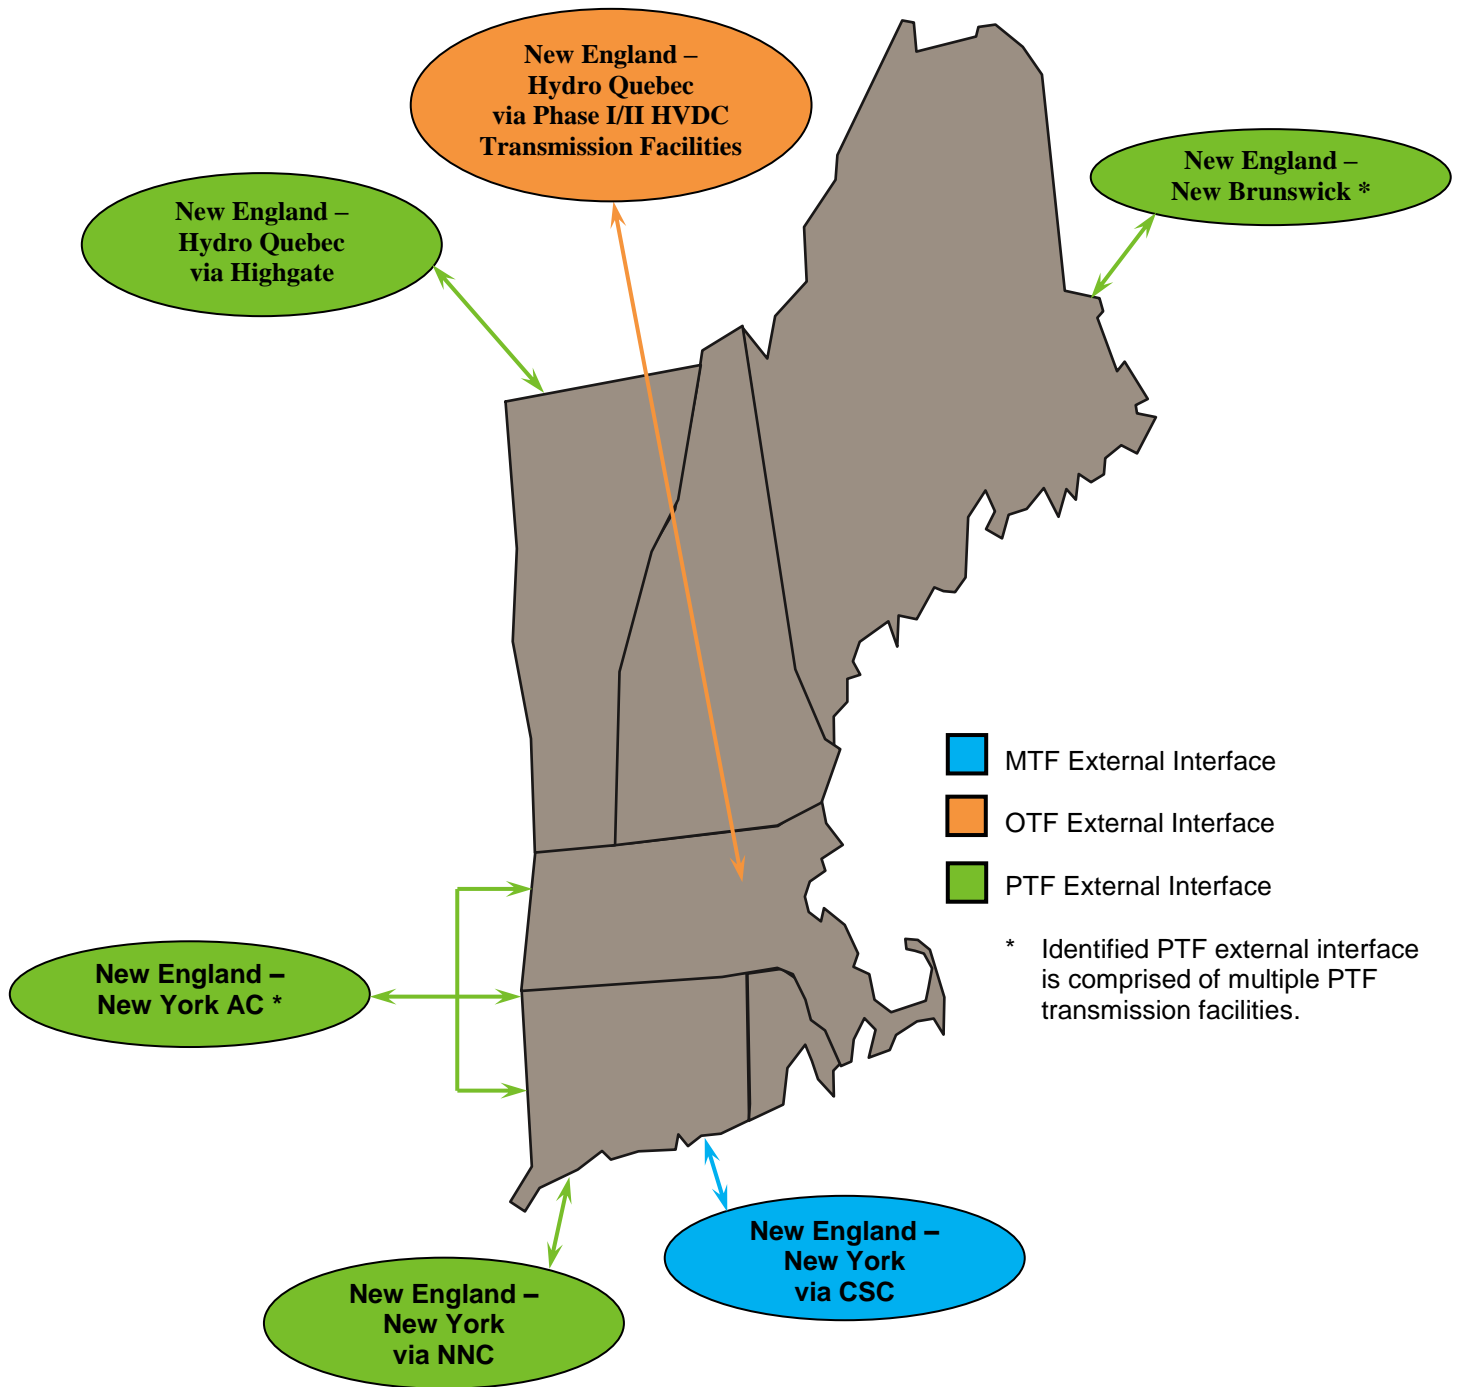 New England –
Hydro Quebec
via Phase I/II HVDC
Transmission Facilities
New England –
New Brunswick *
New England –
Hydro Quebec
via Highgate
MTF External Interface
OTF External Interface
PTF External Interface
* Identified PTF external interface
is comprised of multiple PTF
transmission facilities.
New England –
New York AC *
New England –
New York
via CSC
New England –
New York
via NNC